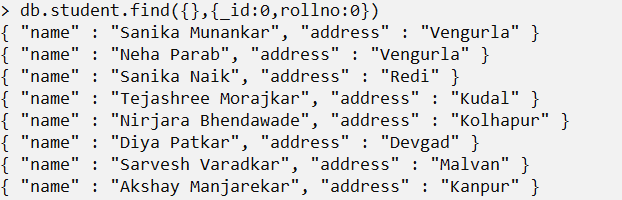 > db.student.find({},{_id:0,rollno:0})
{ "name" : "Sanika Munankar", "address" : "Vengurla" }
{ "name" : "Neha Parab", "address" : "Vengurla" }
{ "name" : "Sanika Naik", "address" : "Redi" }
{ "name" : "Tejashree Morajkar", "address" : "Kudal" }
{ "name" : "Nirjara Bhendawade", "address" : "Kolhapur" }
{ "name" : "Diya Patkar", "address" : "Devgad" }
{ "name" : "Sarvesh Varadkar", "address" : "Malvan" }
{ "name" : "Akshay Manjarekar", "address" : "Kanpur" }